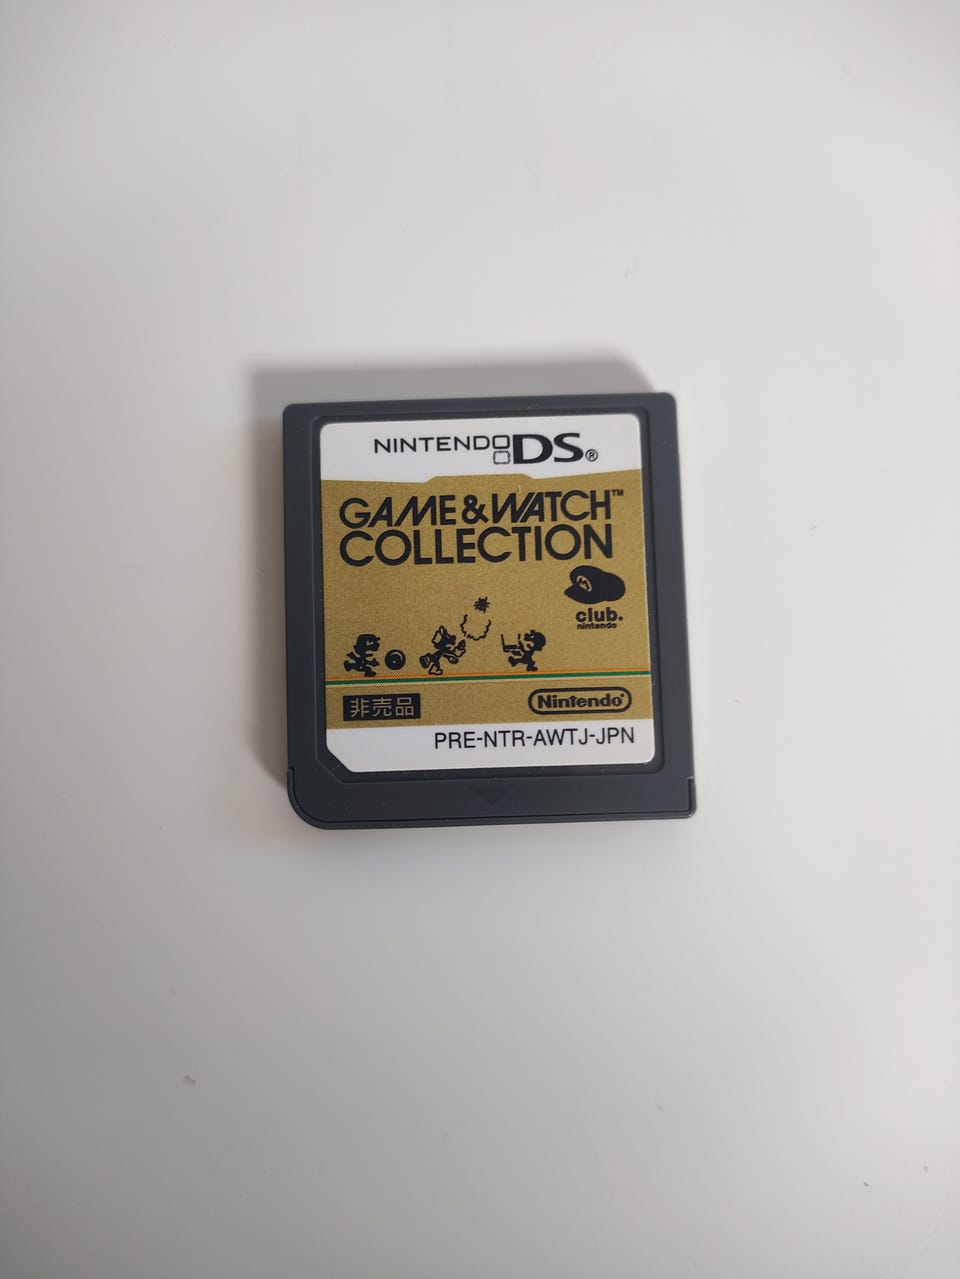 NINTENDO DS®
GAME & WATCH™
COLLECTION
club.
nintendo
非売品
Nintendo®
PRE-NTR-AWTJ-JPN